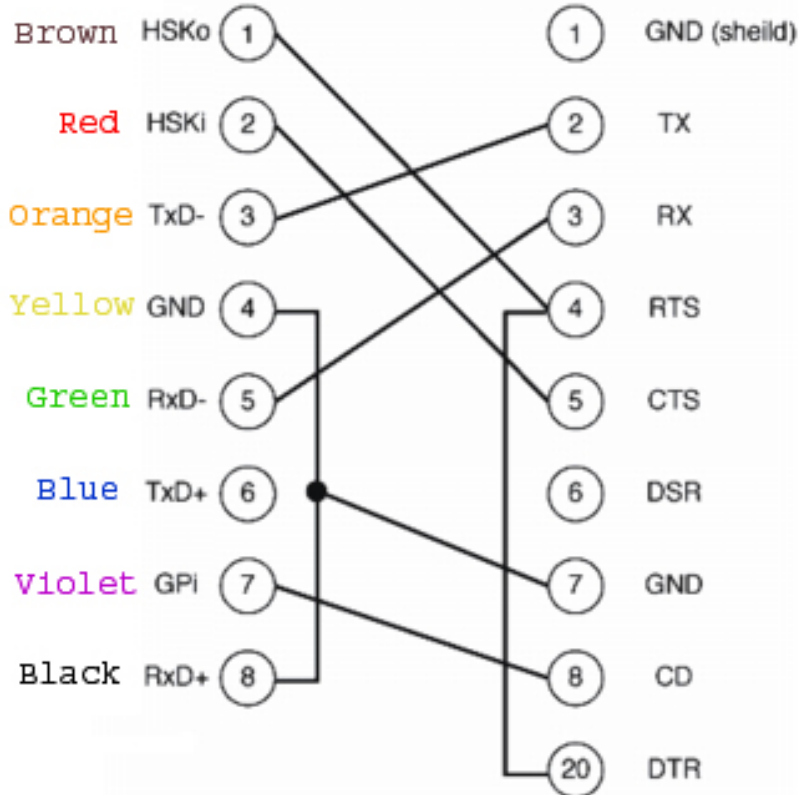 Brown HSKo 1 1 GND (sheild)
Red HSKi 2 2 TX
Orange TxD- 3 3 RX
Yellow GND 4 4 RTS
Green RxD- 5 5 CTS
Blue TxD+ 6 6 DSR
Violet GPi 7 7 GND
Black RxD+ 8 8 CD
20 DTR